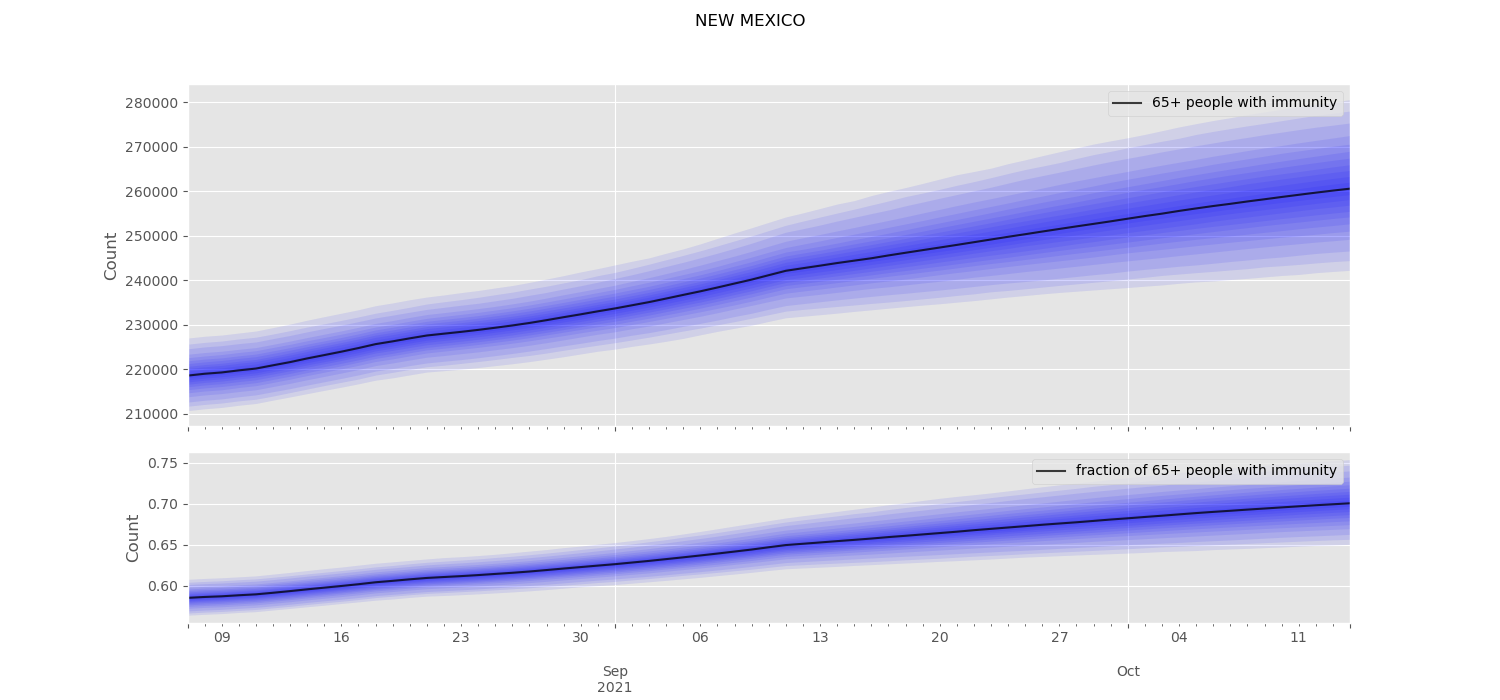 NEW MEXICO
280000
270000
260000
250000
240000
230000
220000
210000
Count
65+ people with immunity
0.75
0.70
0.65
0.60
Count
fraction of 65+ people with immunity
09 16 23 30 06 13 20 27 04 11
Sep Oct
2021